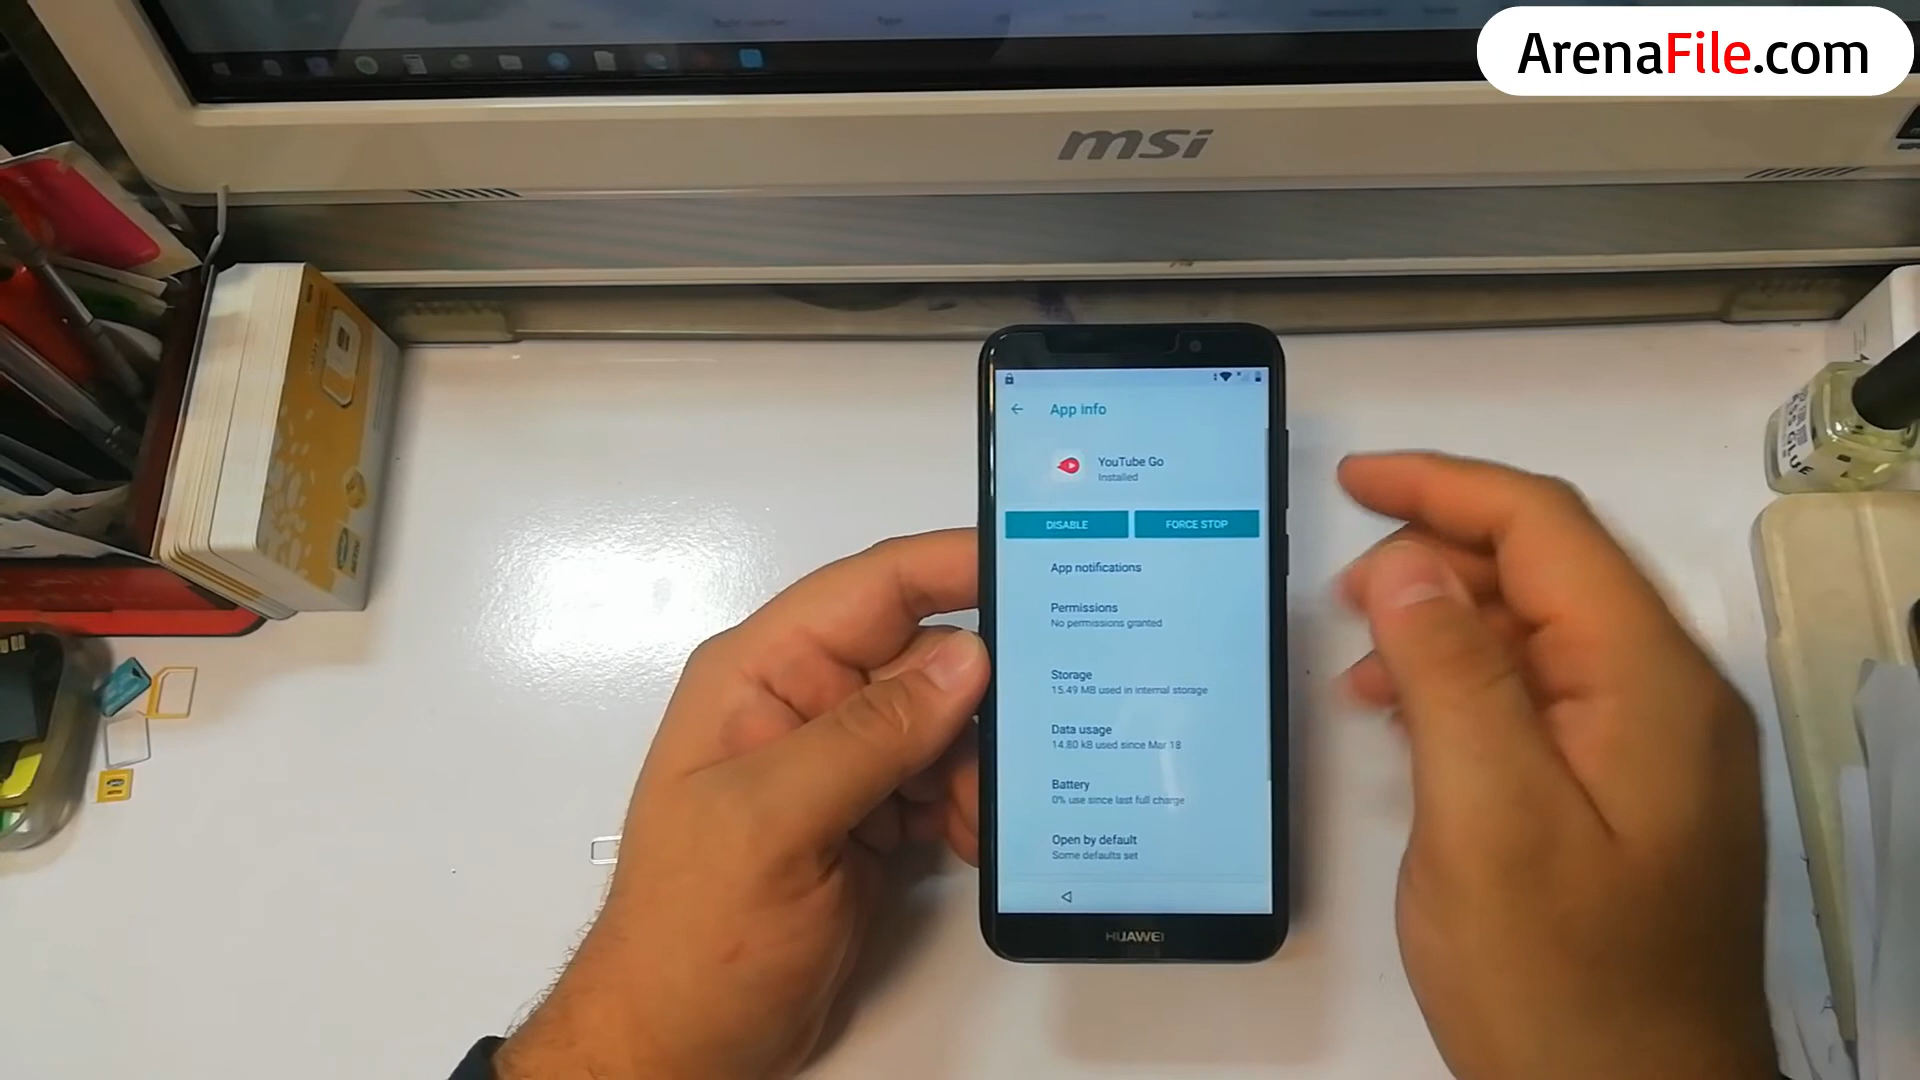 ArenaFile.com
msi
App info
YouTube Go
Installed
DISABLE
FORCE STOP
App notifications
Permissions
No permissions granted
Storage
15.49 MB used in internal storage
Data usage
14.80 kB used since Mar 18
Battery
0% use since last full charge
Open by default
Some defaults set
HUAWEI
GLUE